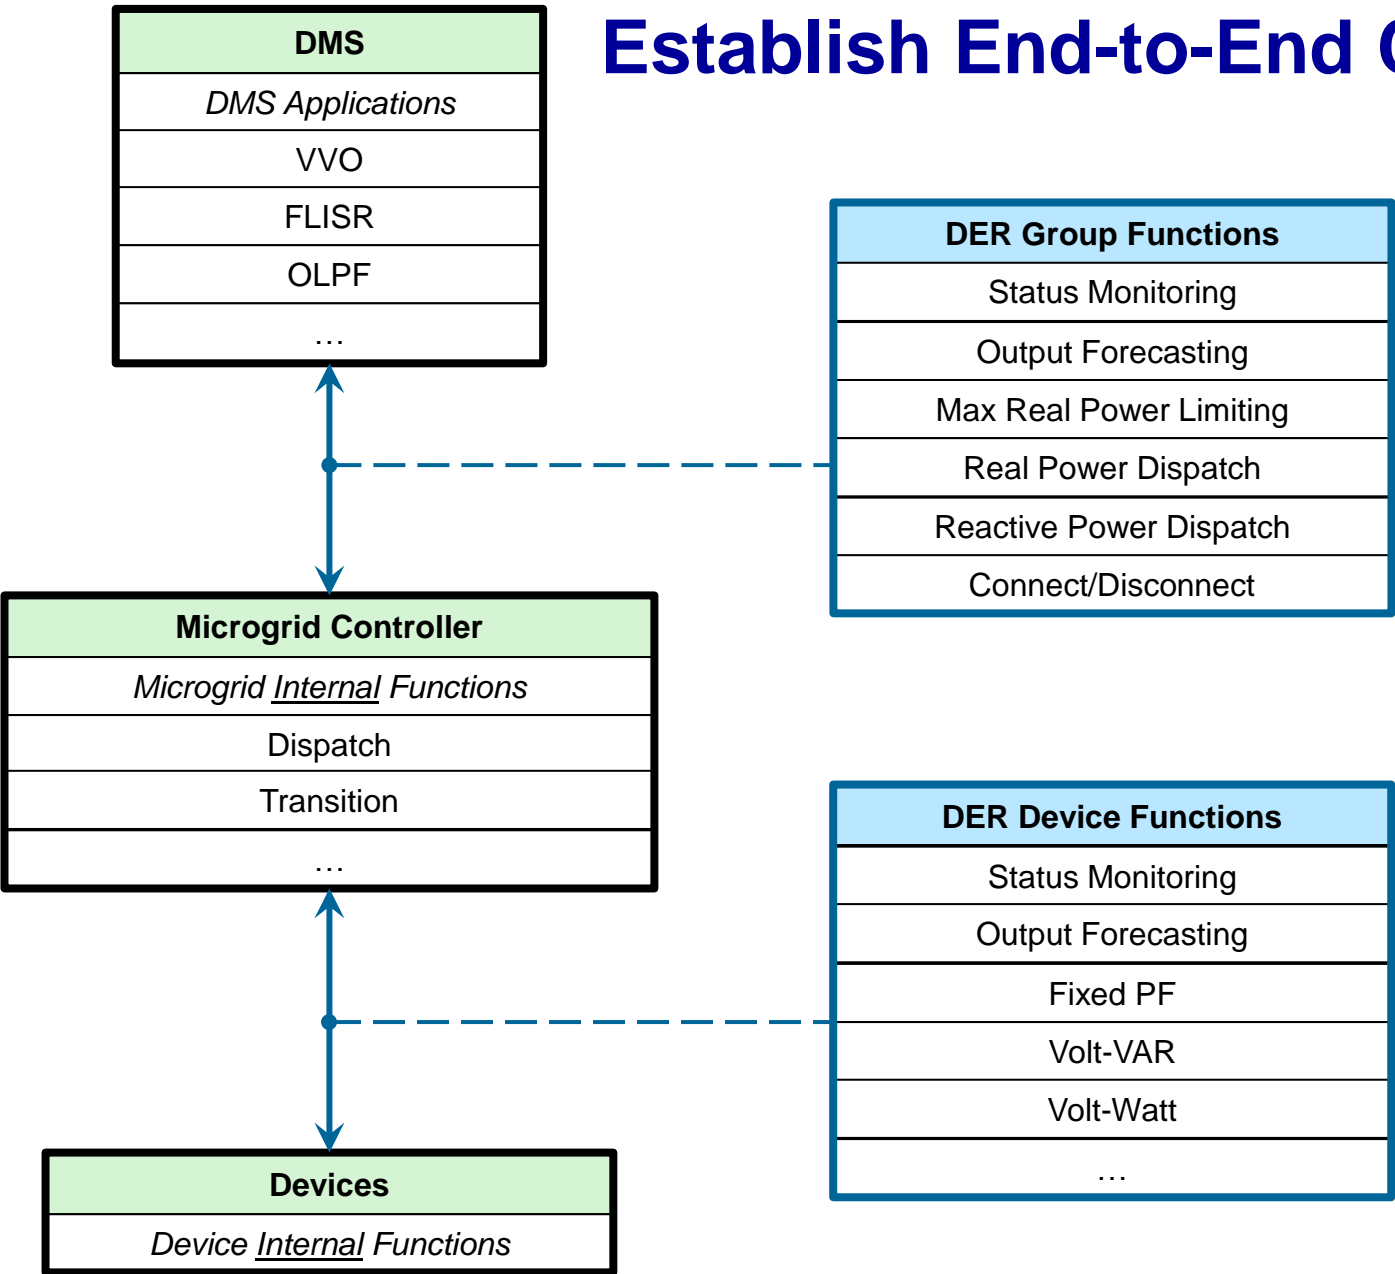 Establish End-to-End
DMS
DMS Applications
VVO
FLISR
OLPF
…
DER Group Functions
Status Monitoring
Output Forecasting
Max Real Power Limiting
Real Power Dispatch
Reactive Power Dispatch
Connect/Disconnect
Microgrid Controller
Microgrid Internal Functions
Dispatch
Transition
…
DER Device Functions
Status Monitoring
Output Forecasting
Fixed PF
Volt-VAR
Volt-Watt
…
Devices
Device Internal Functions